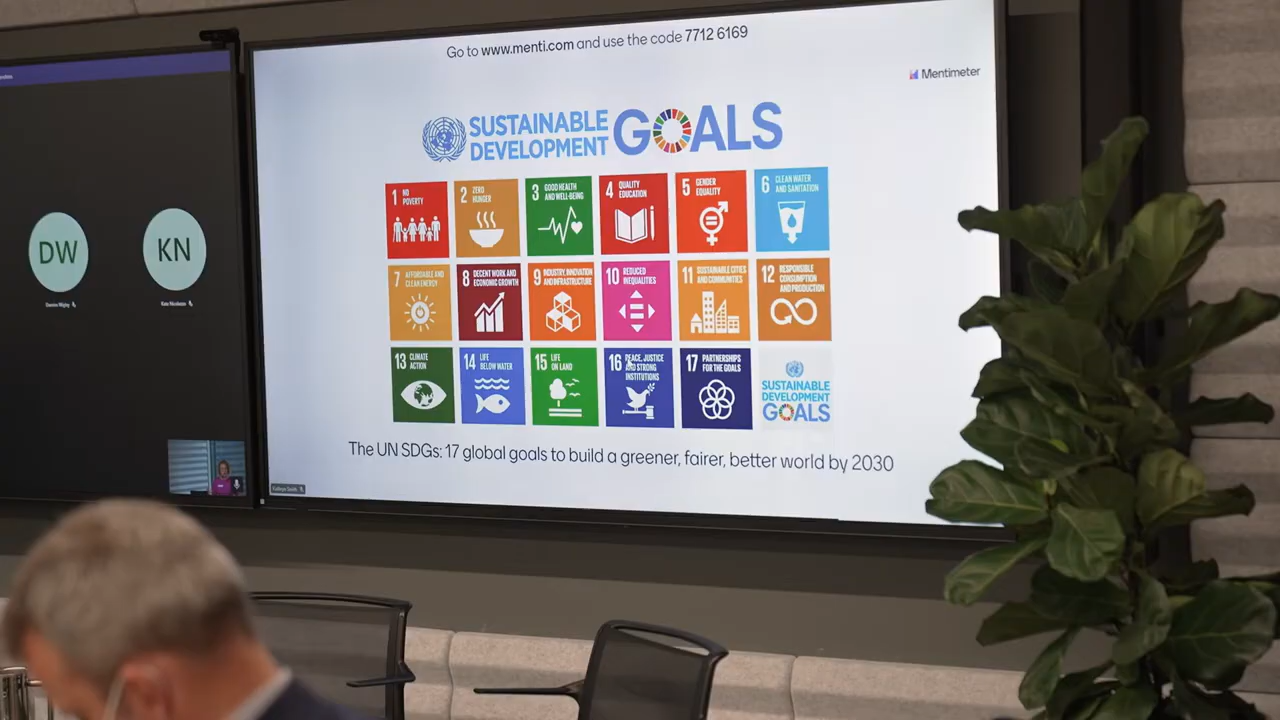 Go to www.menti.com and use the code 7712 6169
Mentimeter
SUSTAINABLE
DEVELOPMENT
GOALS
1 NO
POVERTY
2 ZERO
HUNGER
3 GOOD HEALTH
AND WELL-BEING
4 QUALITY
EDUCATION
5 GENDER
EQUALITY
6 CLEAN WATER
AND SANITATION
7 AFFORDABLE AND
CLEAN ENERGY
8 DECENT WORK AND
ECONOMIC GROWTH
9 INDUSTRY, INNOVATION
AND INFRASTRUCTURE
10 REDUCED
INEQUALITIES
11 SUSTAINABLE CITIES
AND COMMUNITIES
12 RESPONSIBLE
CONSUMPTION
AND PRODUCTION
13 CLIMATE
ACTION
14 LIFE
BELOW WATER
15 LIFE
ON LAND
16 PEACE, JUSTICE
AND STRONG
INSTITUTIONS
17 PARTNERSHIPS
FOR THE GOALS
SUSTAINABLE
DEVELOPMENT
GOALS
The UN SDGs: 17 global goals to build a greener, fairer, better world by 2030
DW
KN